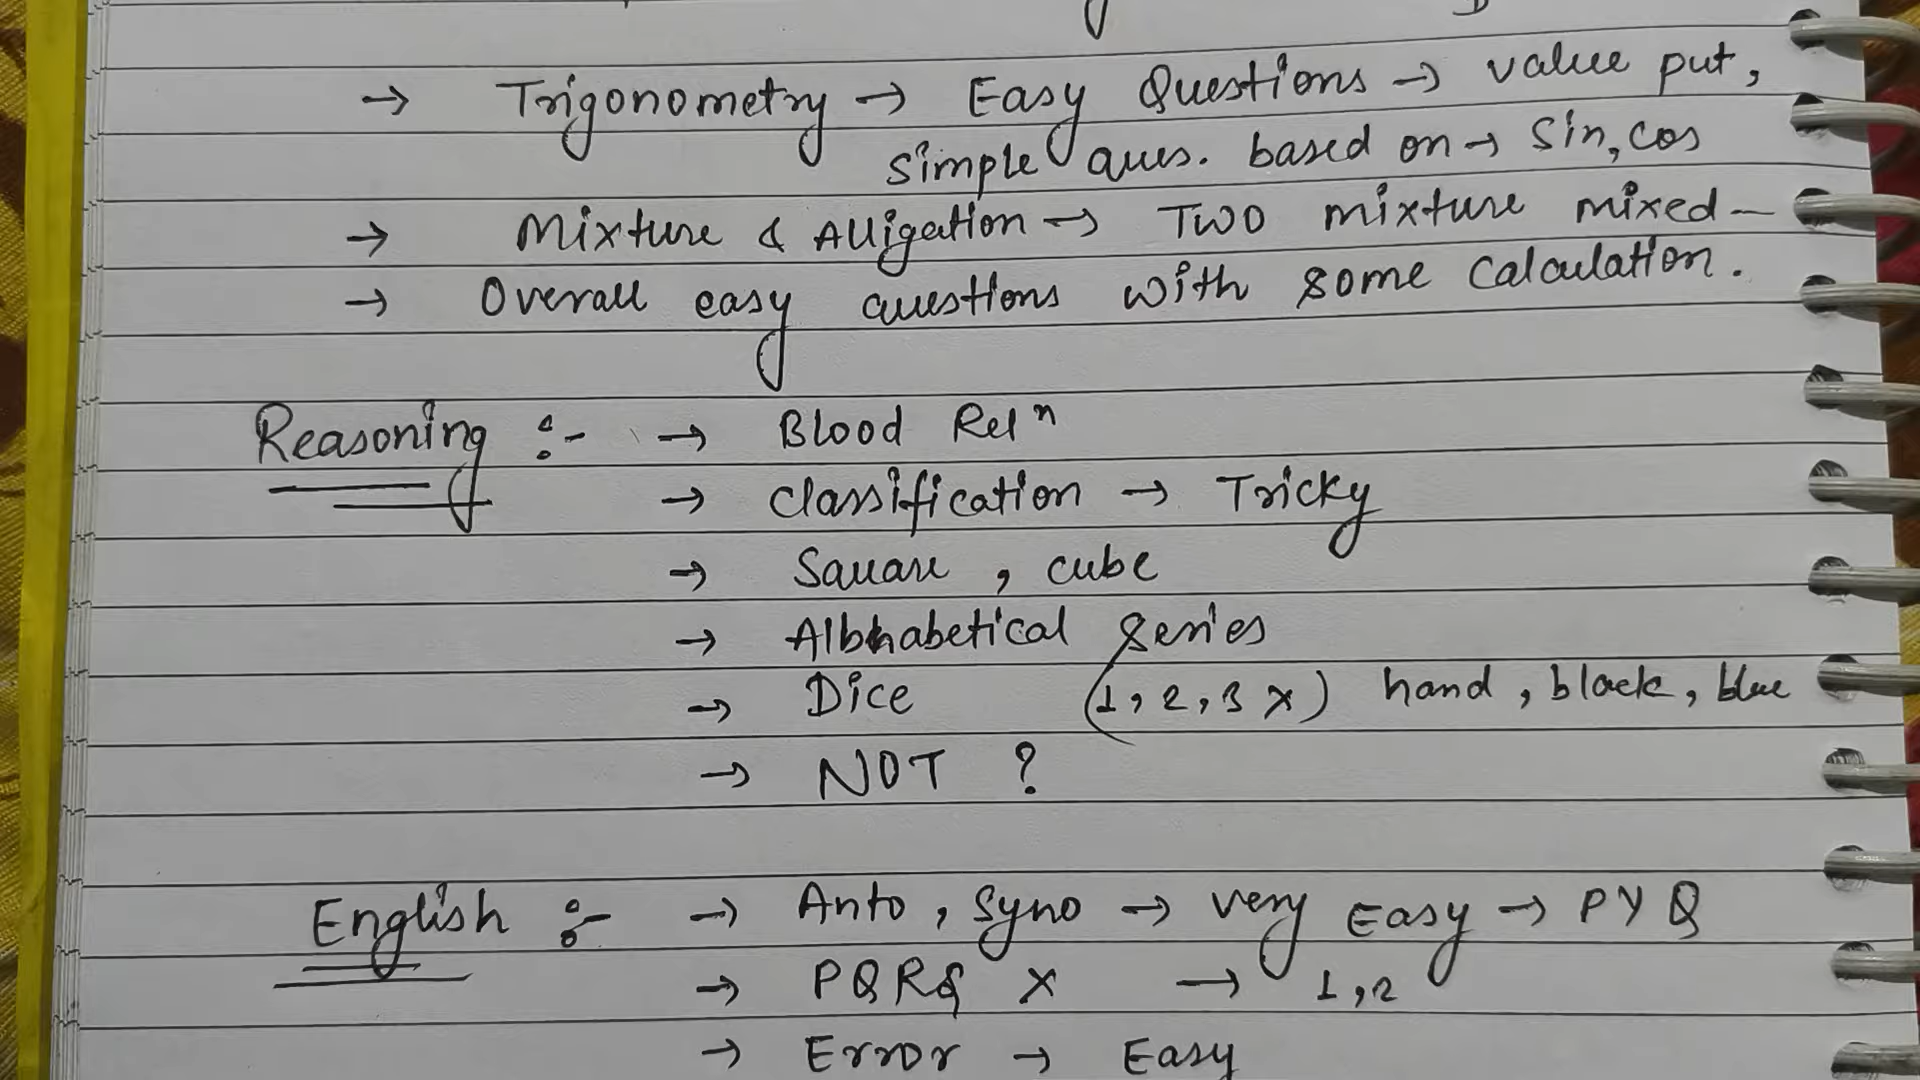 → Trigonometry → Easy Questions → value put,
simple ques. based on → Sin, cos
→ Mixture & Alligation → Two mixture mixed —
→ Overall easy questions with some calculation.
Reasoning :- → Blood Relⁿ
→ classification → Tricky
→ Square , cube
→ Alphabetical series
→ Dice (1, 2, 3 x) hand, black, blue
→ NOT ?
English :- → Anto, Syno → very Easy → PYQ
→ PQRS x → 1,2
→ Error → Easy